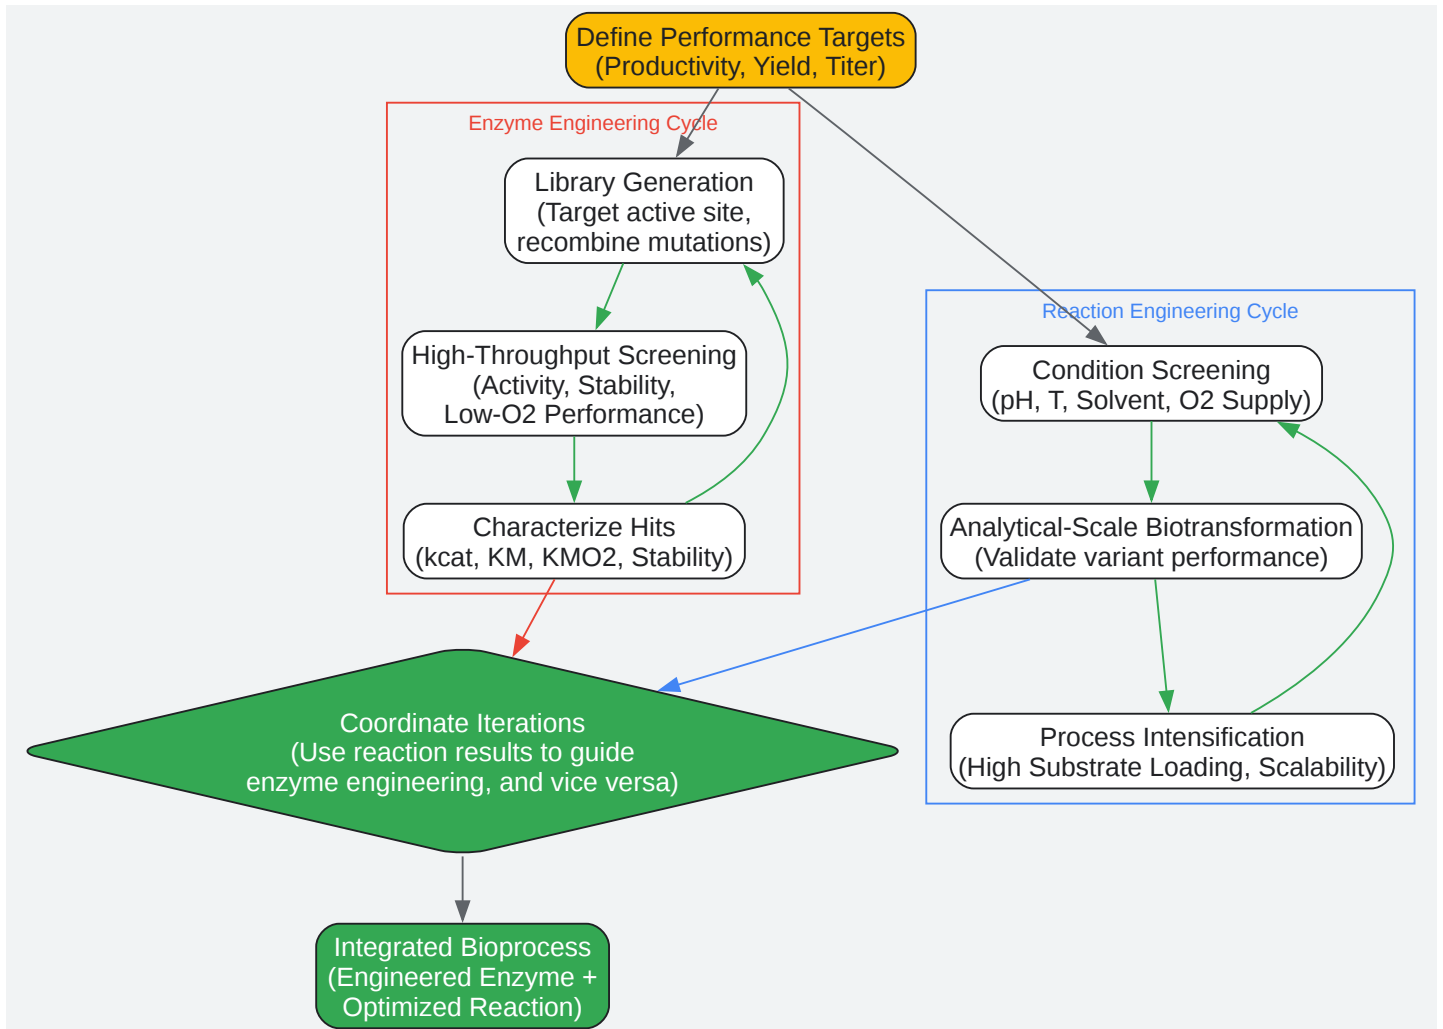 Define Performance Targets
(Productivity, Yield, Titer)
Enzyme Engineering Cycle
Library Generation
(Target active site,
recombine mutations)
High-Throughput Screening
(Activity, Stability,
Low-O2 Performance)
Characterize Hits
(kcat, KM, KMO2, Stability)
Reaction Engineering Cycle
Condition Screening
(pH, T, Solvent, O2 Supply)
Analytical-Scale Biotransformation
(Validate variant performance)
Process Intensification
(High Substrate Loading, Scalability)
Coordinate Iterations
(Use reaction results to guide
enzyme engineering, and vice versa)
Integrated Bioprocess
(Engineered Enzyme +
Optimized Reaction)